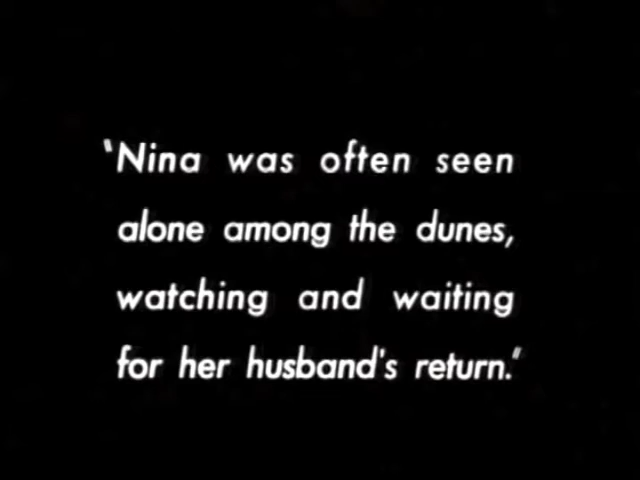 'Nina was often seen
alone among the dunes,
watching and waiting
for her husband's return.'